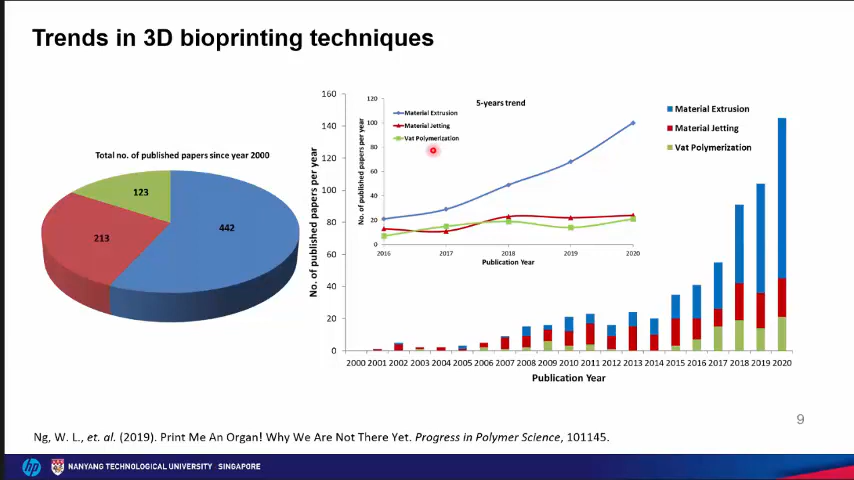 Trends in 3D bioprinting techniques
Total no. of published papers since year 2000
123
213
442
No. of published papers per year
160
140
120
100
80
60
40
20
0
2000 2001 2002 2003 2004 2005 2006 2007 2008 2009 2010 2011 2012 2013 2014 2015 2016 2017 2018 2019 2020
Publication Year
5-years trend
No. of published papers per year
120
100
80
60
40
20
0
Material Extrusion
Material Jetting
Vat Polymerization
2016 2017 2018 2019 2020
Publication Year
Material Extrusion
Material Jetting
Vat Polymerization
9
Ng, W. L., et. al. (2019). Print Me An Organ! Why We Are Not There Yet. Progress in Polymer Science, 101145.
hp
NANYANG TECHNOLOGICAL UNIVERSITY SINGAPORE